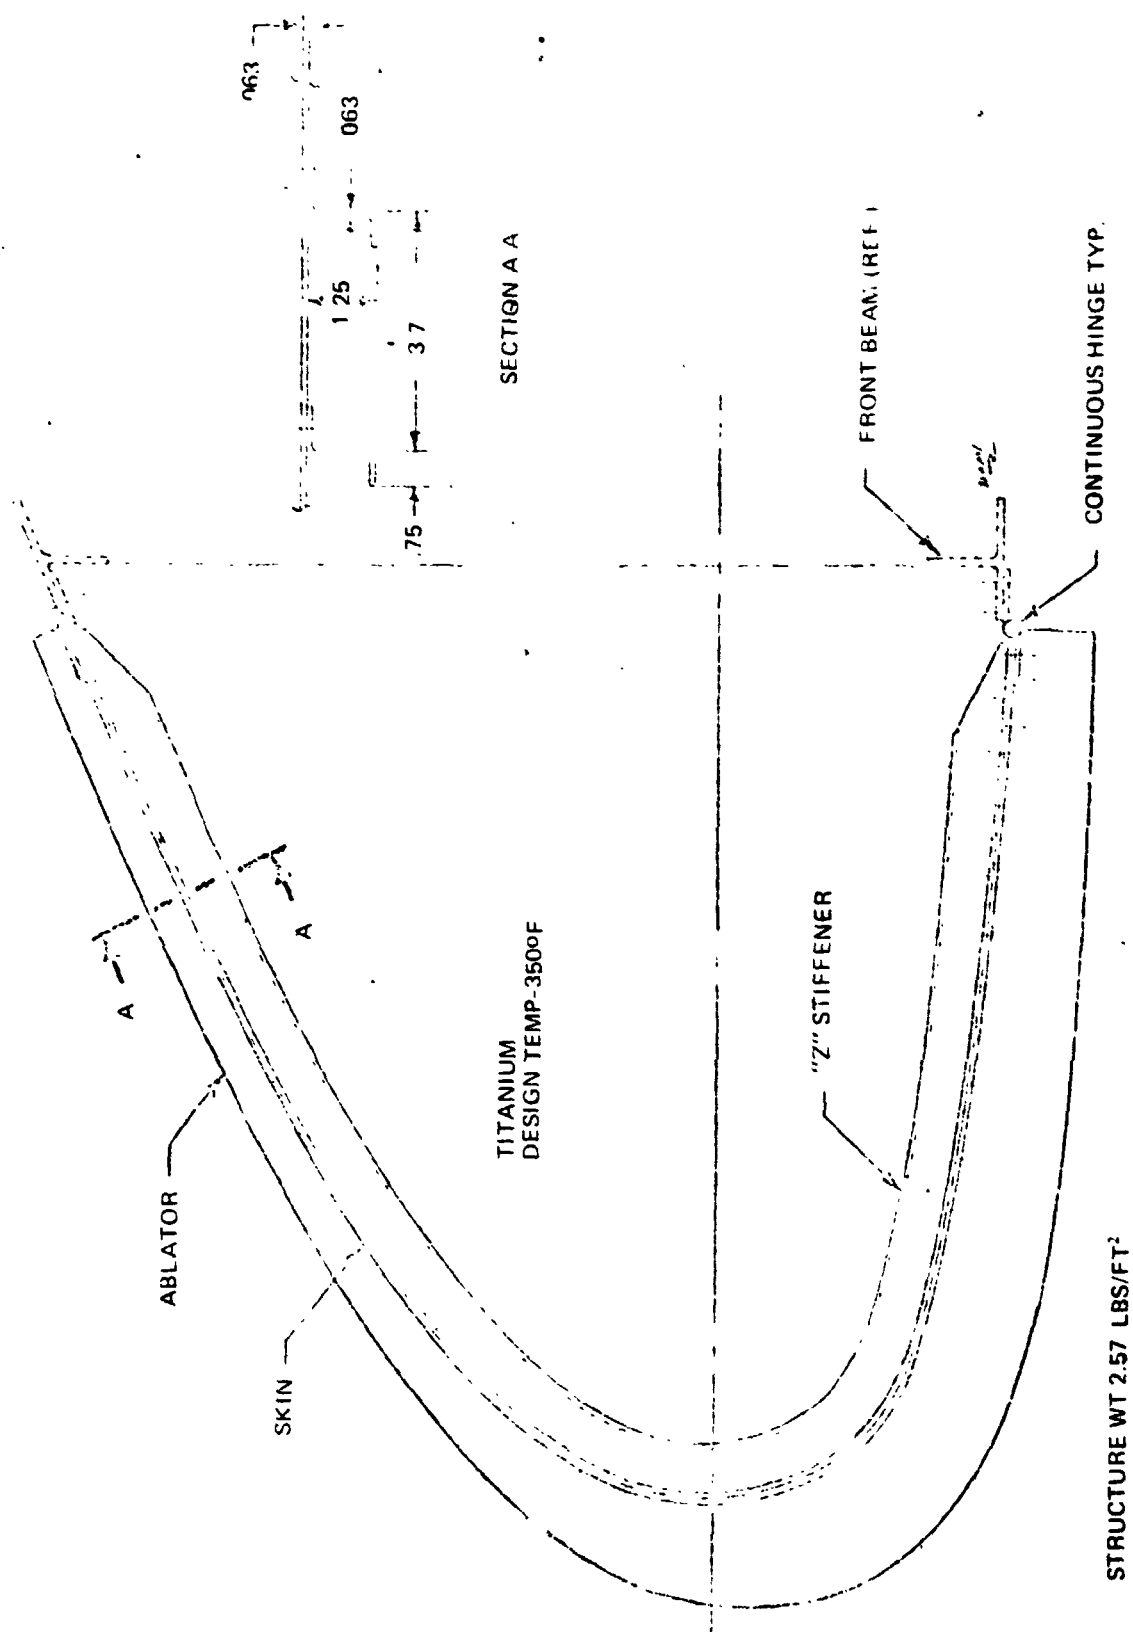 063
063
1 25
3 7
.75
SECTION A A
FRONT BEAM (REF)
CONTINUOUS HINGE TYP.
A
A
ABLATOR
SKIN
TITANIUM
DESIGN TEMP-350ºF
"Z" STIFFENER
STRUCTURE WT 2.57 LBS/FT²